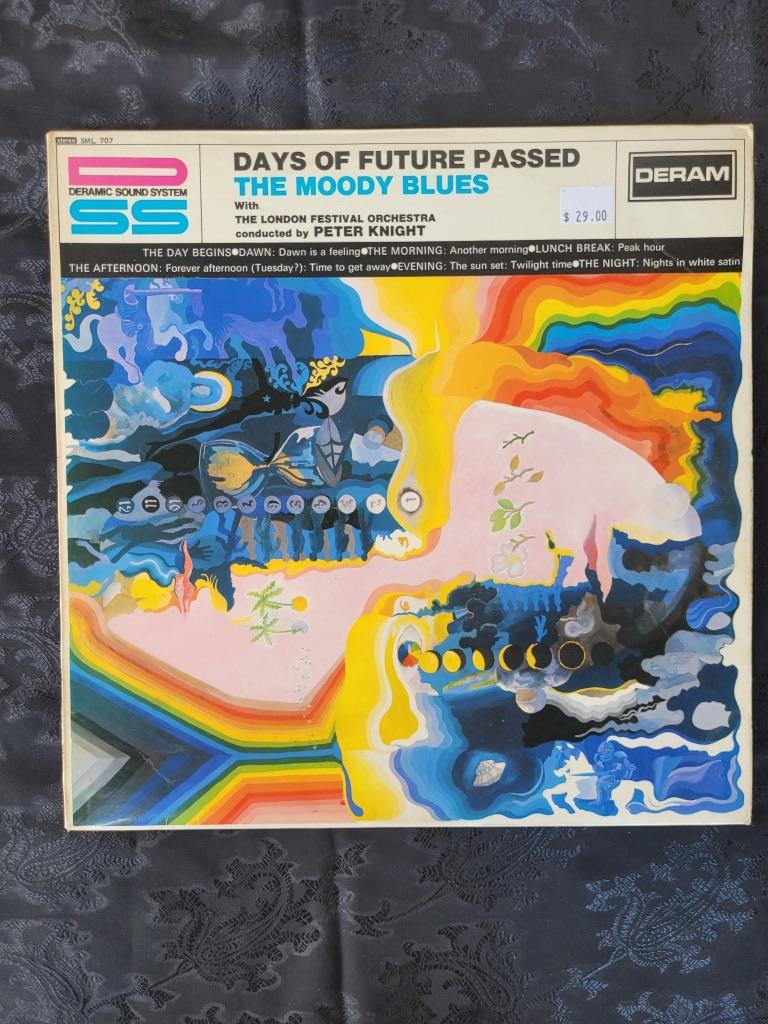 stereo SML 707
DSS
DERAMIC SOUND SYSTEM
DAYS OF FUTURE PASSED
THE MOODY BLUES
With
THE LONDON FESTIVAL ORCHESTRA
conducted by PETER KNIGHT
$ 29.00
DERAM
THE DAY BEGINS●DAWN: Dawn is a feeling●THE MORNING: Another morning●LUNCH BREAK: Peak hour
THE AFTERNOON: Forever afternoon (Tuesday?): Time to get away●EVENING: The sun set: Twilight time●THE NIGHT: Nights in white satin